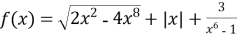 f(x) = √(2x² - 4x⁸) + |x| + 3/(x⁶ - 1)